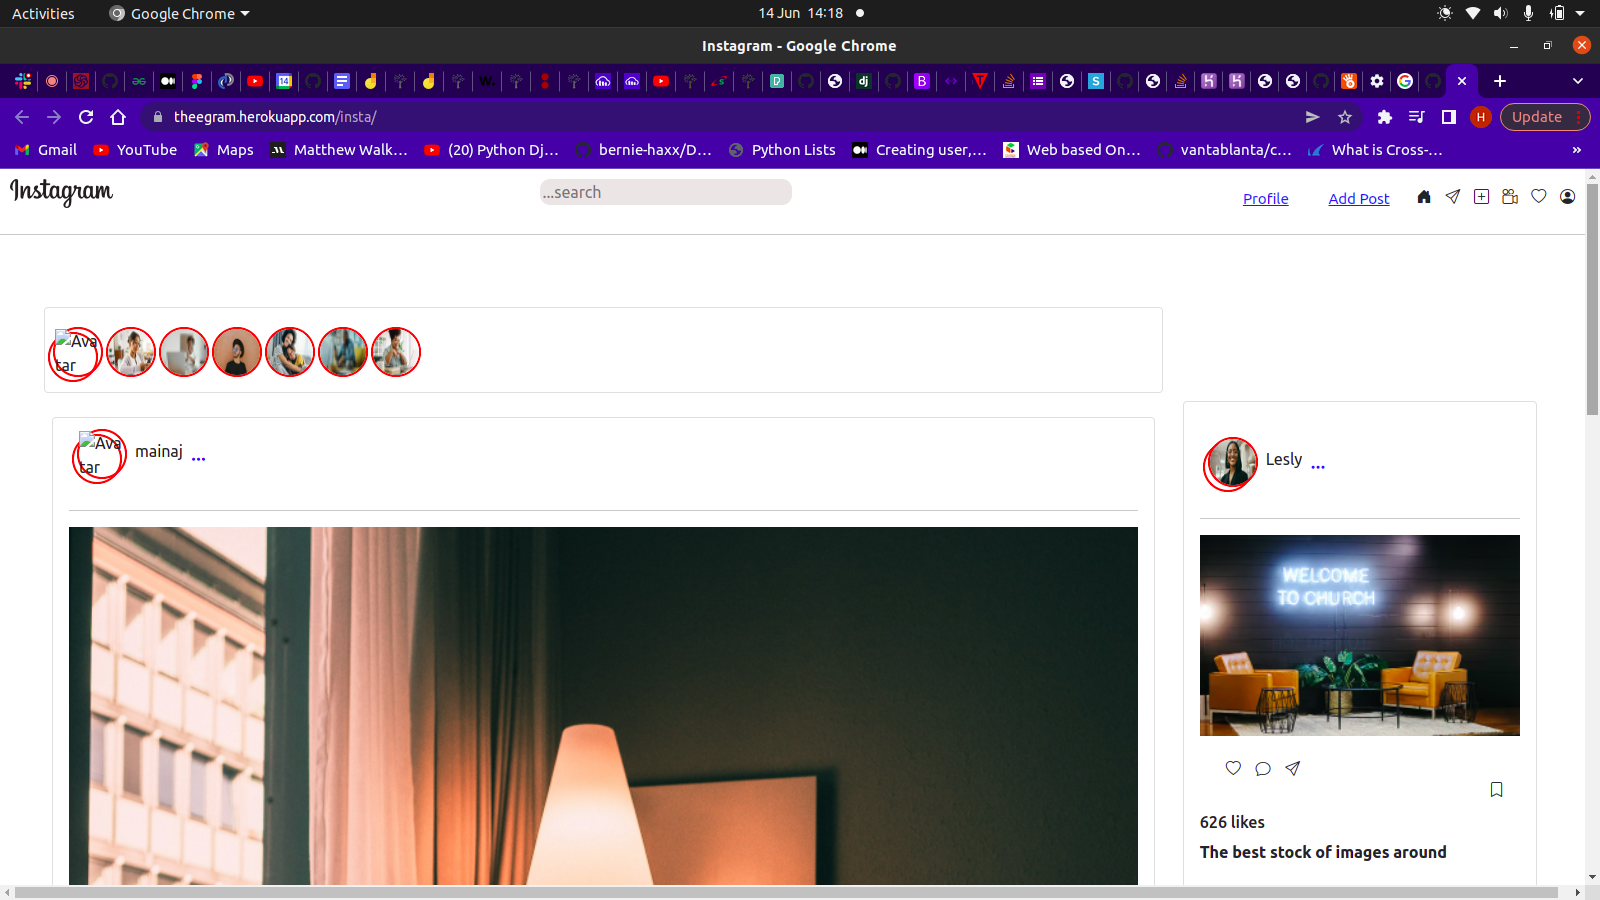 Activities
Google Chrome
14 Jun 14:18
Instagram - Google Chrome
theegram.herokuapp.com/insta/
Update
Gmail
YouTube
Maps
Matthew Walk...
(20) Python Dj...
bernie-haxx/D...
Python Lists
Creating user,...
Web based On...
vantablanta/c...
What is Cross-...
»
Instagram
...search
Profile
Add Post
Avatar
Avatar
mainaj ...
Lesly ...
WELCOME
TO CHURCH
626 likes
The best stock of images around